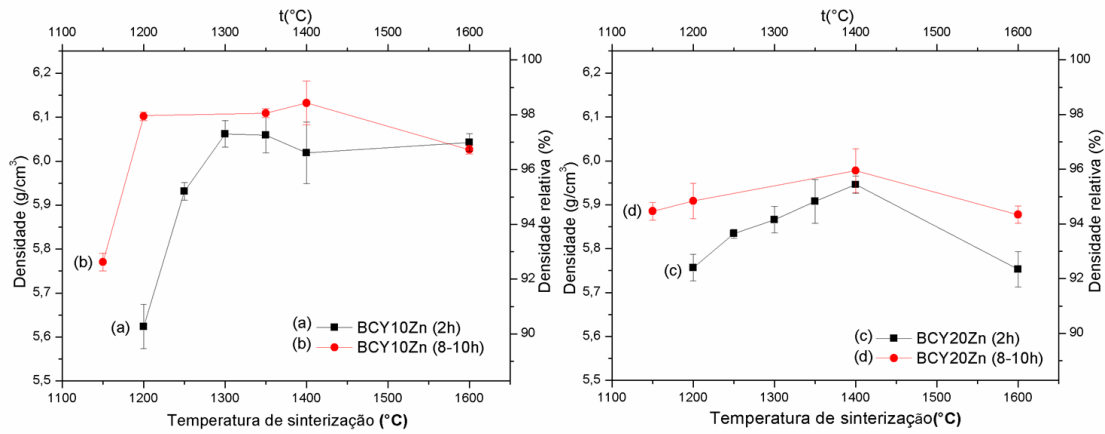 t(°C)
1100 1200 1300 1400 1500 1600
6,2
6,1
6,0
5,9
5,8
5,7
5,6
5,5
Densidade (g/cm³)
100
98
96
94
92
90
Densidade relativa (%)
(b)
(a)
(a) BCY10Zn (2h)
(b) BCY10Zn (8-10h)
1100 1200 1300 1400 1500 1600
Temperatura de sinterização (°C)
t(°C)
1100 1200 1300 1400 1500 1600
6,2
6,1
6,0
5,9
5,8
5,7
5,6
5,5
Densidade (g/cm³)
100
98
96
94
92
90
Densidade relativa (%)
(d)
(c)
(c) BCY20Zn (2h)
(d) BCY20Zn (8-10h)
1100 1200 1300 1400 1500 1600
Temperatura de sinterização(°C)